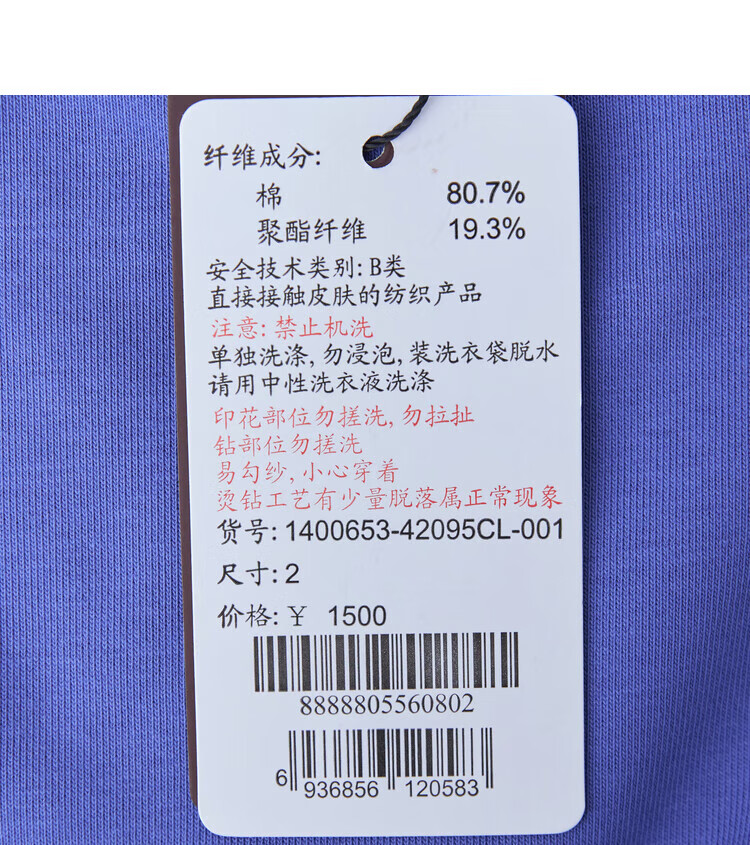 纤维成分:
棉 80.7%
聚酯纤维 19.3%
安全技术类别: B类
直接接触皮肤的纺织产品
注意: 禁止机洗
单独洗涤, 勿浸泡, 装洗衣袋脱水
请用中性洗衣液洗涤
印花部位勿搓洗, 勿拉扯
钻部位勿搓洗
易勾纱, 小心穿着
烫钻工艺有少量脱落属正常现象
货号: 1400653-42095CL-001
尺寸: 2
价格: ¥ 1500
8888805560802
6 936856 120583